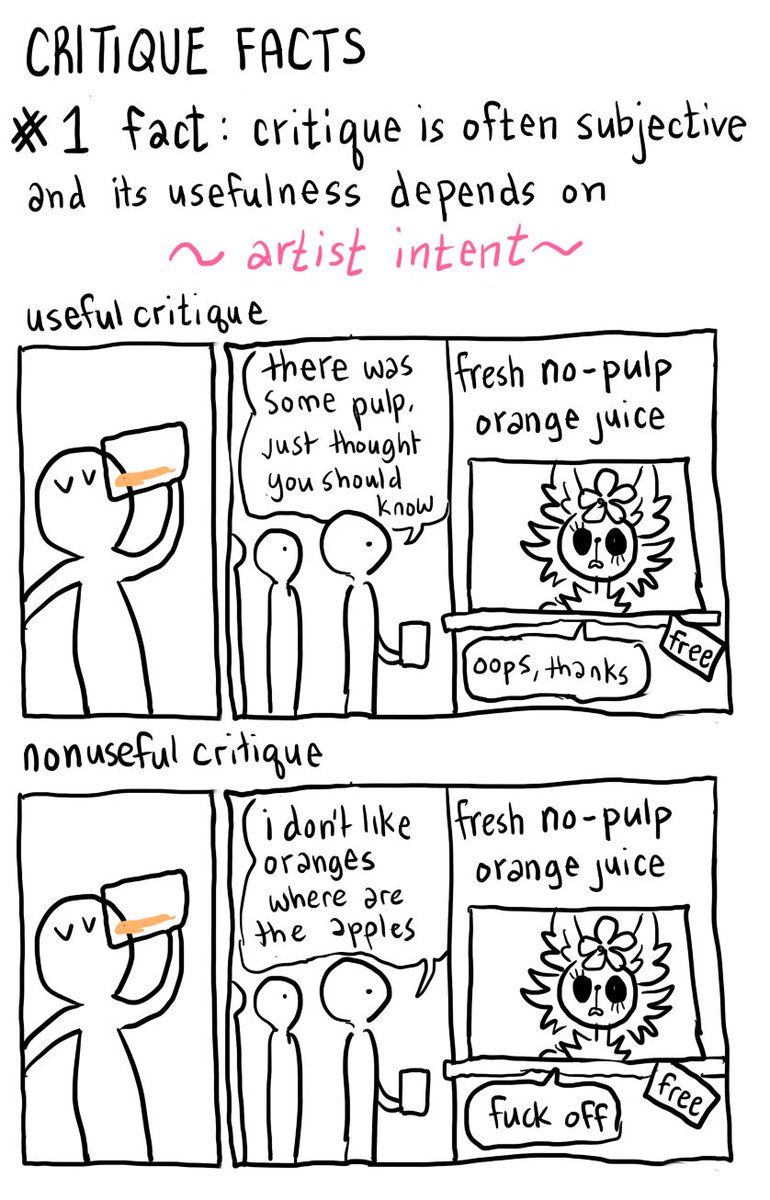 CRITIQUE FACTS
#1 fact: critique is often subjective
and its usefulness depends on
~ artist intent ~
useful critique
there was
some pulp,
just thought
you should
know
fresh no-pulp
orange juice
free
oops, thanks
nonuseful critique
i don't like
oranges
where are
the apples
fresh no-pulp
orange juice
free
fuck off